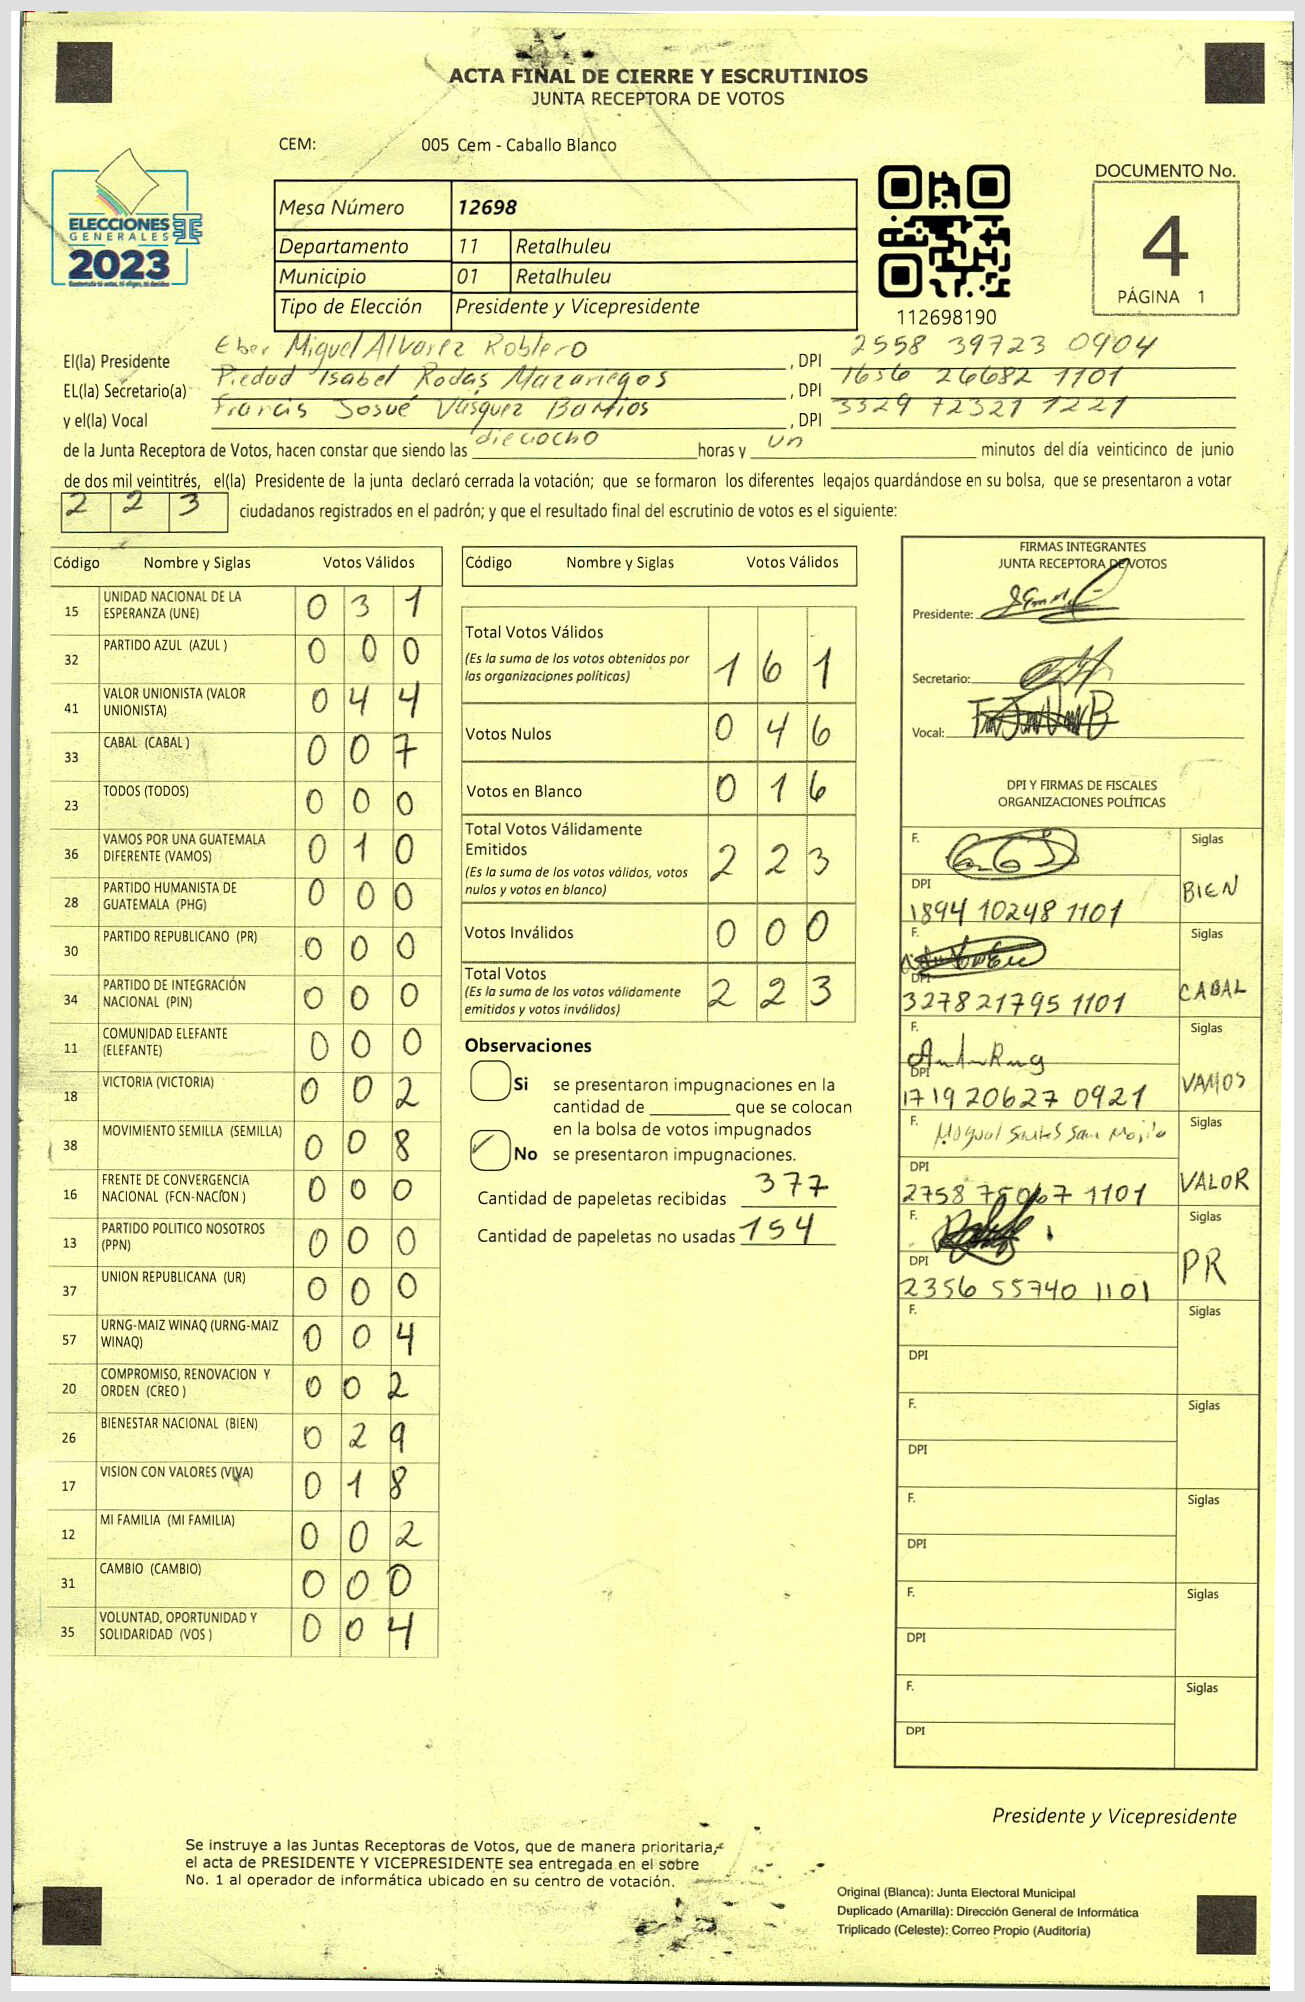 ACTA FINAL DE CIERRE Y ESCRUTINIOS
JUNTA RECEPTORA DE VOTOS
CEM: 005 Cem - Caballo Blanco
ELECCIONES
GENERALES
2023
Mesa Número 12698
Departamento 11 Retalhuleu
Municipio 01 Retalhuleu
Tipo de Elección Presidente y Vicepresidente
112698190
DOCUMENTO No.
4
PÁGINA 1
El(la) Presidente Eber Miguel Alvarez Roblero , DPI 2558 39723 0904
EL(la) Secretario(a) Piedad Isabel Rodas Mazariegos , DPI 1656 26682 1101
y el(la) Vocal Francis Josué Vásquez Barrios , DPI 3329 72321 1221
de la Junta Receptora de Votos, hacen constar que siendo las dieciocho horas y un minutos del día veinticinco de junio
de dos mil veintitrés, el(la) Presidente de la junta declaró cerrada la votación; que se formaron los diferentes legajos quardándose en su bolsa, que se presentaron a votar
2 2 3 ciudadanos registrados en el padrón; y que el resultado final del escrutinio de votos es el siguiente:
Código Nombre y Siglas Votos Válidos
15 UNIDAD NACIONAL DE LA ESPERANZA (UNE) 0 3 1
32 PARTIDO AZUL (AZUL ) 0 0 0
41 VALOR UNIONISTA (VALOR UNIONISTA) 0 4 4
33 CABAL (CABAL ) 0 0 7
23 TODOS (TODOS) 0 0 0
36 VAMOS POR UNA GUATEMALA DIFERENTE (VAMOS) 0 1 0
28 PARTIDO HUMANISTA DE GUATEMALA (PHG) 0 0 0
30 PARTIDO REPUBLICANO (PR) 0 0 0
34 PARTIDO DE INTEGRACIÓN NACIONAL (PIN) 0 0 0
11 COMUNIDAD ELEFANTE (ELEFANTE) 0 0 0
18 VICTORIA (VICTORIA) 0 0 2
38 MOVIMIENTO SEMILLA (SEMILLA) 0 0 8
16 FRENTE DE CONVERGENCIA NACIONAL (FCN-NACÍON ) 0 0 0
13 PARTIDO POLITICO NOSOTROS (PPN) 0 0 0
37 UNION REPUBLICANA (UR) 0 0 0
57 URNG-MAIZ WINAQ (URNG-MAIZ WINAQ) 0 0 4
20 COMPROMISO, RENOVACION Y ORDEN (CREO ) 0 0 2
26 BIENESTAR NACIONAL (BIEN) 0 2 9
17 VISION CON VALORES (VIVA) 0 1 8
12 MI FAMILIA (MI FAMILIA) 0 0 2
31 CAMBIO (CAMBIO) 0 0 0
35 VOLUNTAD, OPORTUNIDAD Y SOLIDARIDAD (VOS ) 0 0 4
Código Nombre y Siglas Votos Válidos
Total Votos Válidos 1 6 1
(Es la suma de los votos obtenidos por
las organizaciones políticas)
Votos Nulos 0 4 6
Votos en Blanco 0 1 6
Total Votos Válidamente
Emitidos 2 2 3
(Es la suma de los votos válidos, votos
nulos y votos en blanco)
Votos Inválidos 0 0 0
Total Votos 2 2 3
(Es la suma de los votos válidamente
emitidos y votos inválidos)
Observaciones
Si se presentaron impugnaciones en la
cantidad de ________ que se colocan
en la bolsa de votos impugnados
No se presentaron impugnaciones.
Cantidad de papeletas recibidas 377
Cantidad de papeletas no usadas 154
FIRMAS INTEGRANTES
JUNTA RECEPTORA DE VOTOS
Presidente:
Secretario:
Vocal:
DPI Y FIRMAS DE FISCALES
ORGANIZACIONES POLÍTICAS
F. Siglas
DPI BIEN
1894 10248 1101
F. Siglas
DPI CABAL
3278 21795 1101
F. Siglas
DPI VAMOS
1719 20627 0921
F. Siglas
DPI VALOR
2758 75067 1101
F. Siglas
DPI PR
2356 55740 1101
F. Siglas
DPI
F. Siglas
DPI
F. Siglas
DPI
F. Siglas
DPI
F. Siglas
DPI
Presidente y Vicepresidente
Se instruye a las Juntas Receptoras de Votos, que de manera prioritaria,
el acta de PRESIDENTE Y VICEPRESIDENTE sea entregada en el sobre
No. 1 al operador de informática ubicado en su centro de votación.
Original (Blanca): Junta Electoral Municipal
Duplicado (Amarilla): Dirección General de Informática
Triplicado (Celeste): Correo Propio (Auditoría)